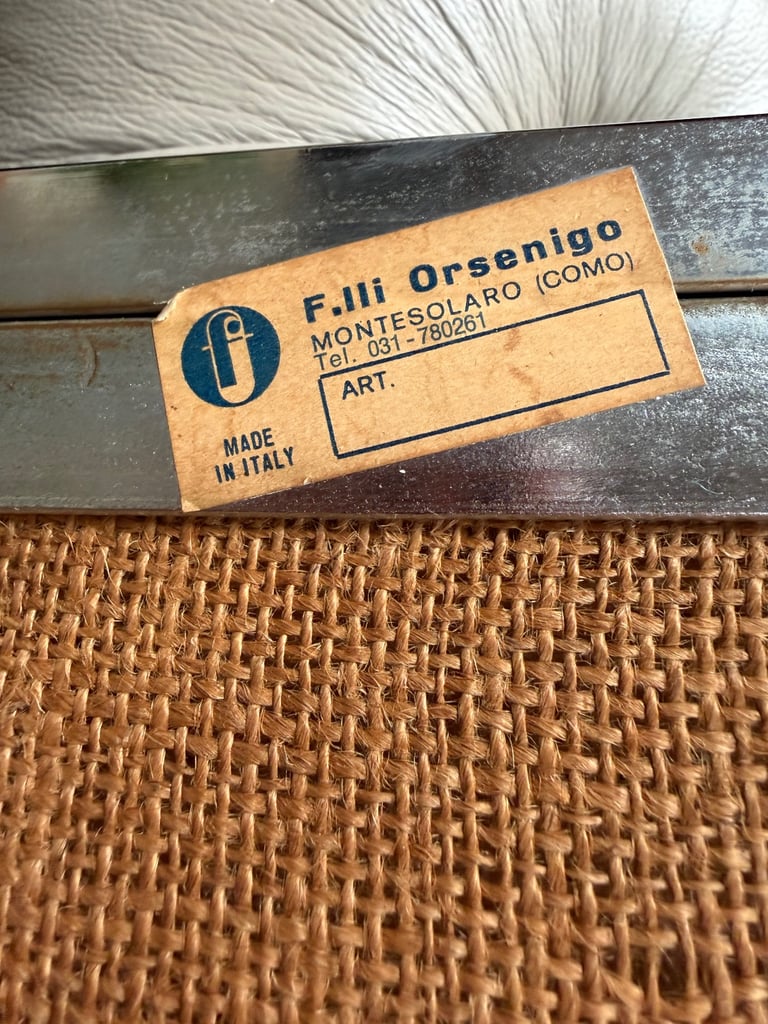 F.lli Orsenigo
MONTESOLARO (COMO)
Tel. 031-780261
ART.
MADE
IN ITALY